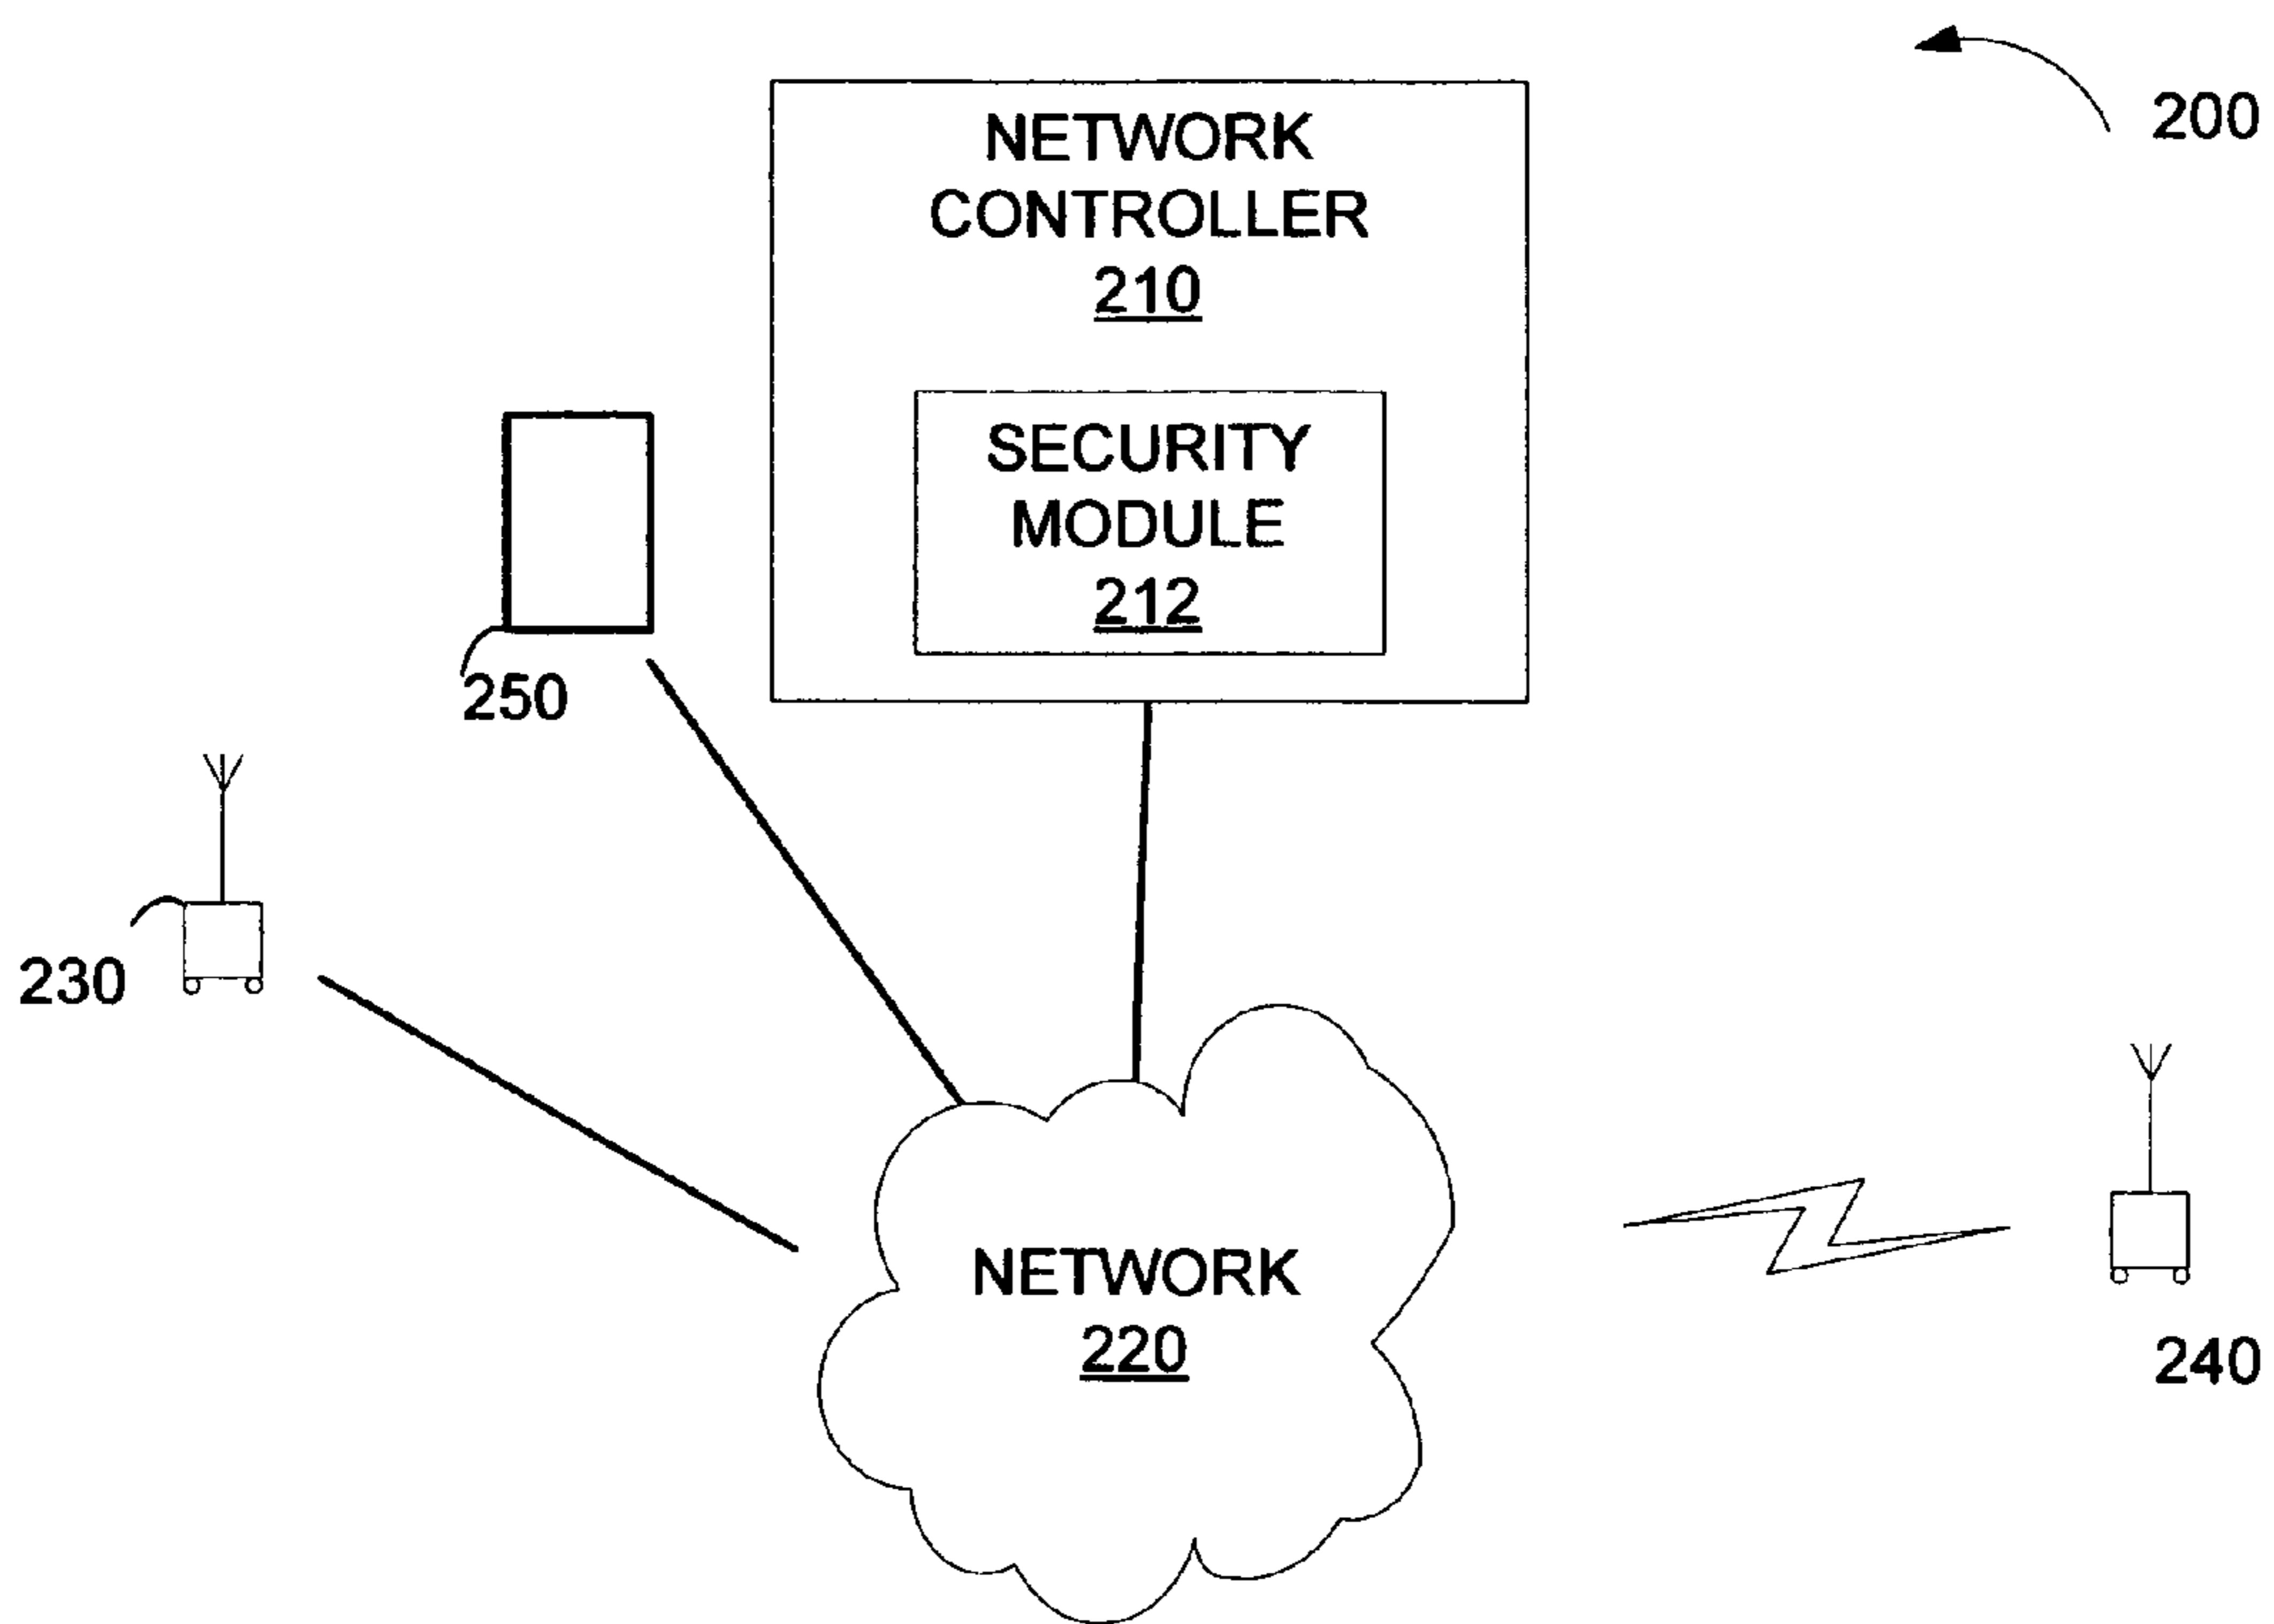 200
NETWORK
CONTROLLER
210
SECURITY
MODULE
212
250
230
NETWORK
220
240